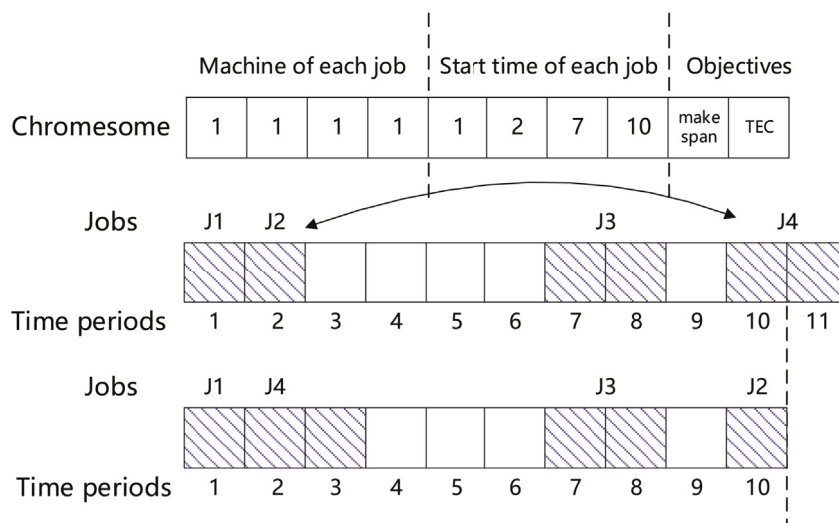 Machine of each job Start time of each job Objectives
Chromesome 1 1 1 1 1 2 7 10 make span TEC
Jobs J1 J2 J3 J4
Time periods 1 2 3 4 5 6 7 8 9 10 11
Jobs J1 J4 J3 J2
Time periods 1 2 3 4 5 6 7 8 9 10